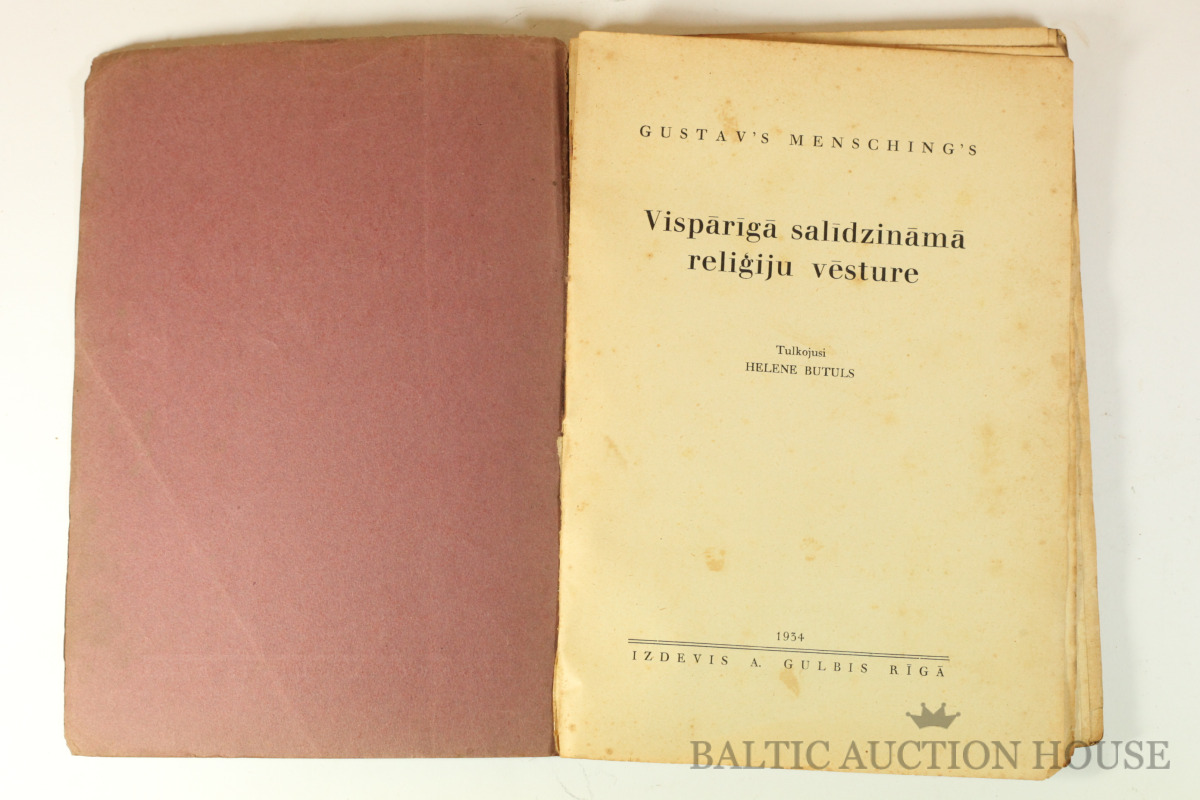 GUSTAV'S MENSCHING'S
Vispārīgā salīdzināmā
reliģiju vēsture
Tulkojusi
HELENE BUTULS
1934
IZDEVIS A. GULBIS RĪGĀ
BALTIC AUCTION HOUSE